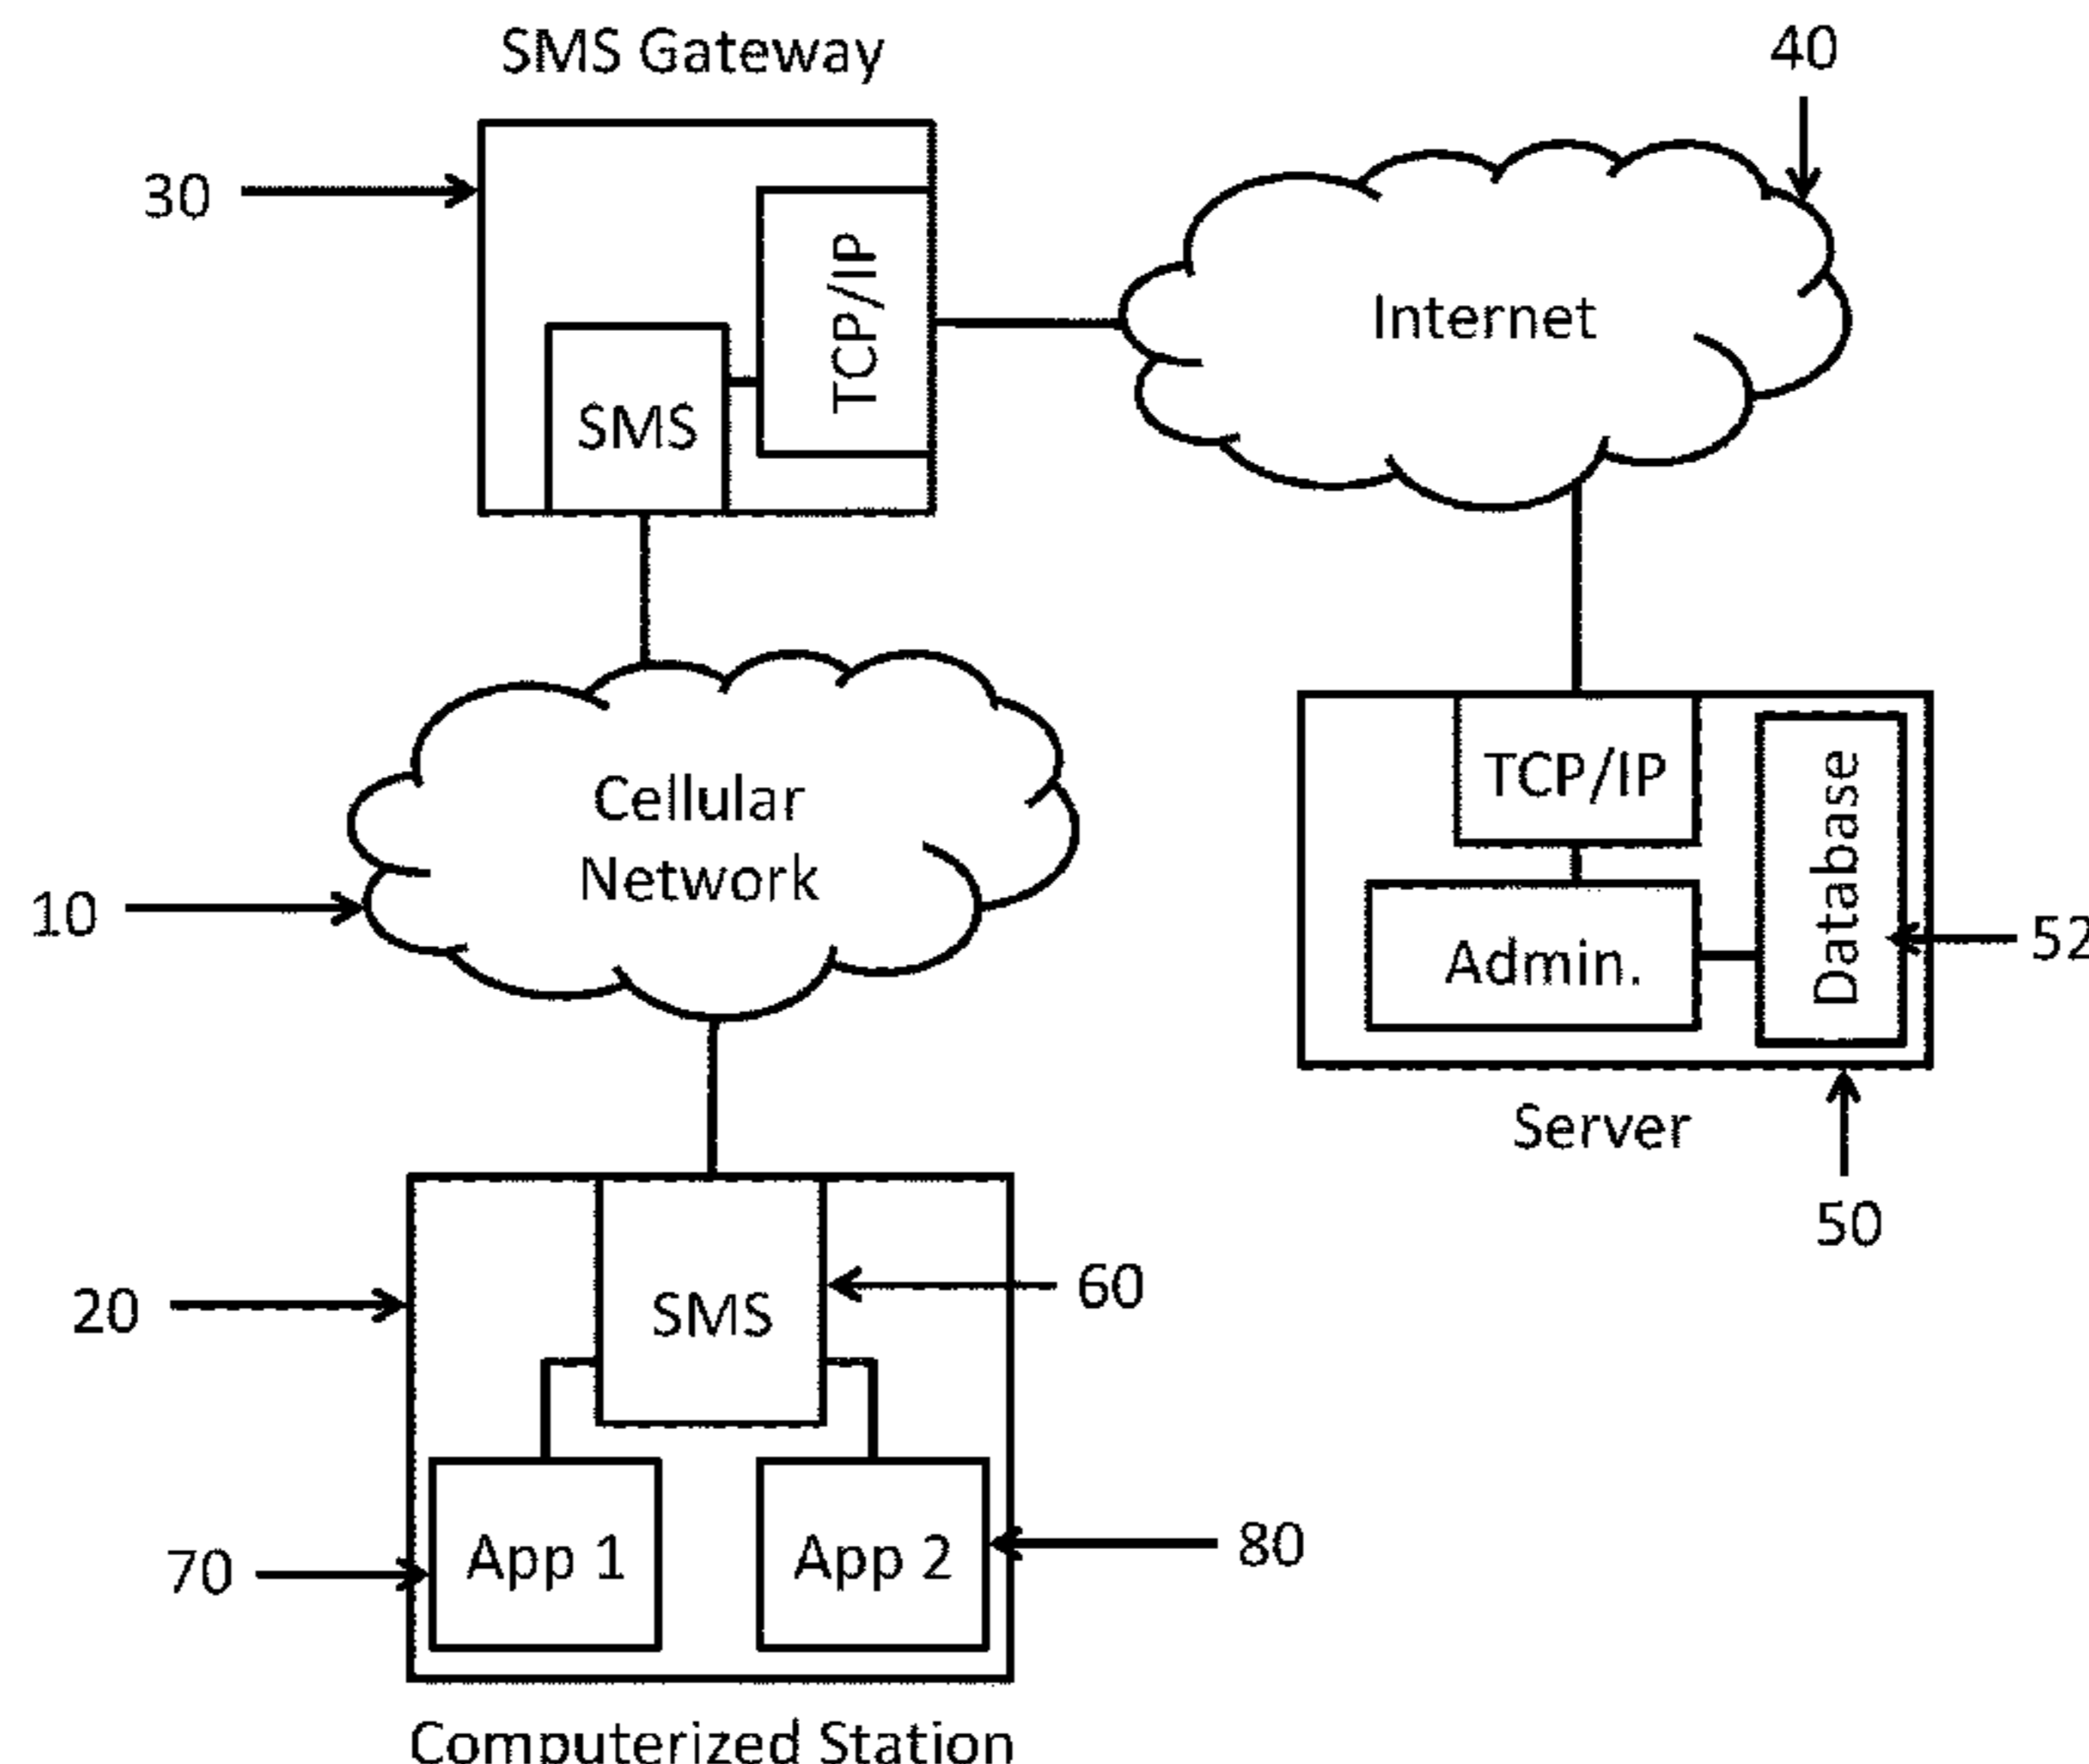 SMS Gateway
40
30
TCP/IP
SMS
Internet
Cellular
Network
10
TCP/IP
Database
Admin.
52
Server
50
20
SMS
60
70
App 1
App 2
80
Computerized Station